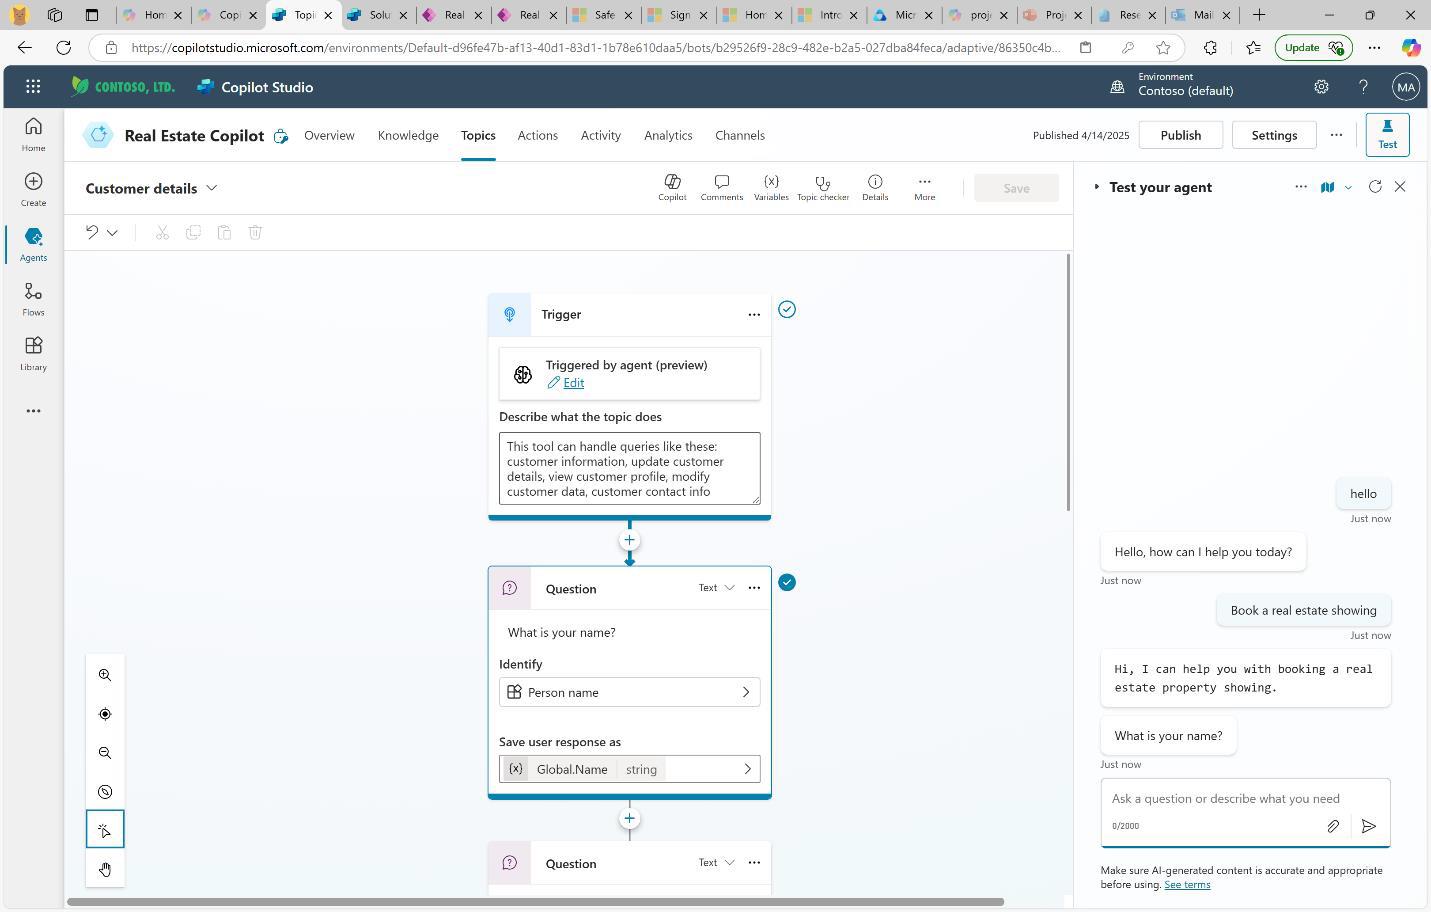 Hom
Copi
Topi
Solu
Real
Real
Safe
Sign
Hom
Intro
Micr
proje
Proje
Rese
Mail
https://copilotstudio.microsoft.com/environments/Default-d96fe47b-af13-40d1-83d1-1b78e610daa5/bots/b29526f9-28c9-482e-b2a5-027dba84feca/adaptive/86350c4b...
Update
CONTOSO, LTD.
Copilot Studio
Environment
Contoso (default)
MA
Home
Create
Agents
Flows
Library
Real Estate Copilot
Overview
Knowledge
Topics
Actions
Activity
Analytics
Channels
Published 4/14/2025
Publish
Settings
Test
Customer details
Copilot
Comments
Variables
Topic checker
Details
More
Save
Trigger
Triggered by agent (preview)
Edit
Describe what the topic does
This tool can handle queries like these:
customer information, update customer
details, view customer profile, modify
customer data, customer contact info
Question
Text
What is your name?
Identify
Person name
Save user response as
{x} Global.Name string
Question
Text
Test your agent
hello
Just now
Hello, how can I help you today?
Just now
Book a real estate showing
Just now
Hi, I can help you with booking a real
estate property showing.
What is your name?
Just now
Ask a question or describe what you need
0/2000
Make sure AI-generated content is accurate and appropriate
before using. See terms